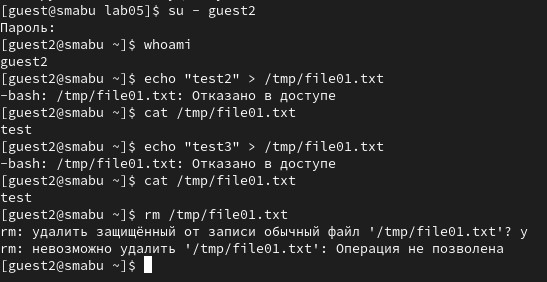 [guest@smabu lab05]$ su - guest2
Пароль:
[guest2@smabu ~]$ whoami
guest2
[guest2@smabu ~]$ echo "test2" > /tmp/file01.txt
-bash: /tmp/file01.txt: Отказано в доступе
[guest2@smabu ~]$ cat /tmp/file01.txt
test
[guest2@smabu ~]$ echo "test3" > /tmp/file01.txt
-bash: /tmp/file01.txt: Отказано в доступе
[guest2@smabu ~]$ cat /tmp/file01.txt
test
[guest2@smabu ~]$ rm /tmp/file01.txt
rm: удалить защищённый от записи обычный файл '/tmp/file01.txt'? y
rm: невозможно удалить '/tmp/file01.txt': Операция не позволена
[guest2@smabu ~]$